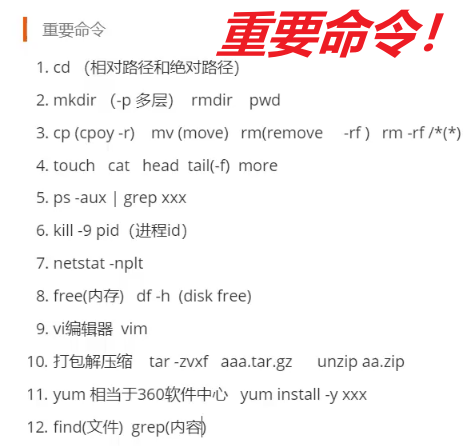 重要命令
重要命令！
1. cd （相对路径和绝对路径）
2. mkdir （-p 多层） rmdir pwd
3. cp (cpoy -r) mv (move) rm(remove -rf ) rm -rf /*(*)
4. touch cat head tail(-f) more
5. ps -aux | grep xxx
6. kill -9 pid（进程id）
7. netstat -nplt
8. free(内存) df -h (disk free)
9. vi编辑器 vim
10. 打包解压缩 tar -zvxf aaa.tar.gz unzip aa.zip
11. yum 相当于360软件中心 yum install -y xxx
12. find(文件) grep(内容)